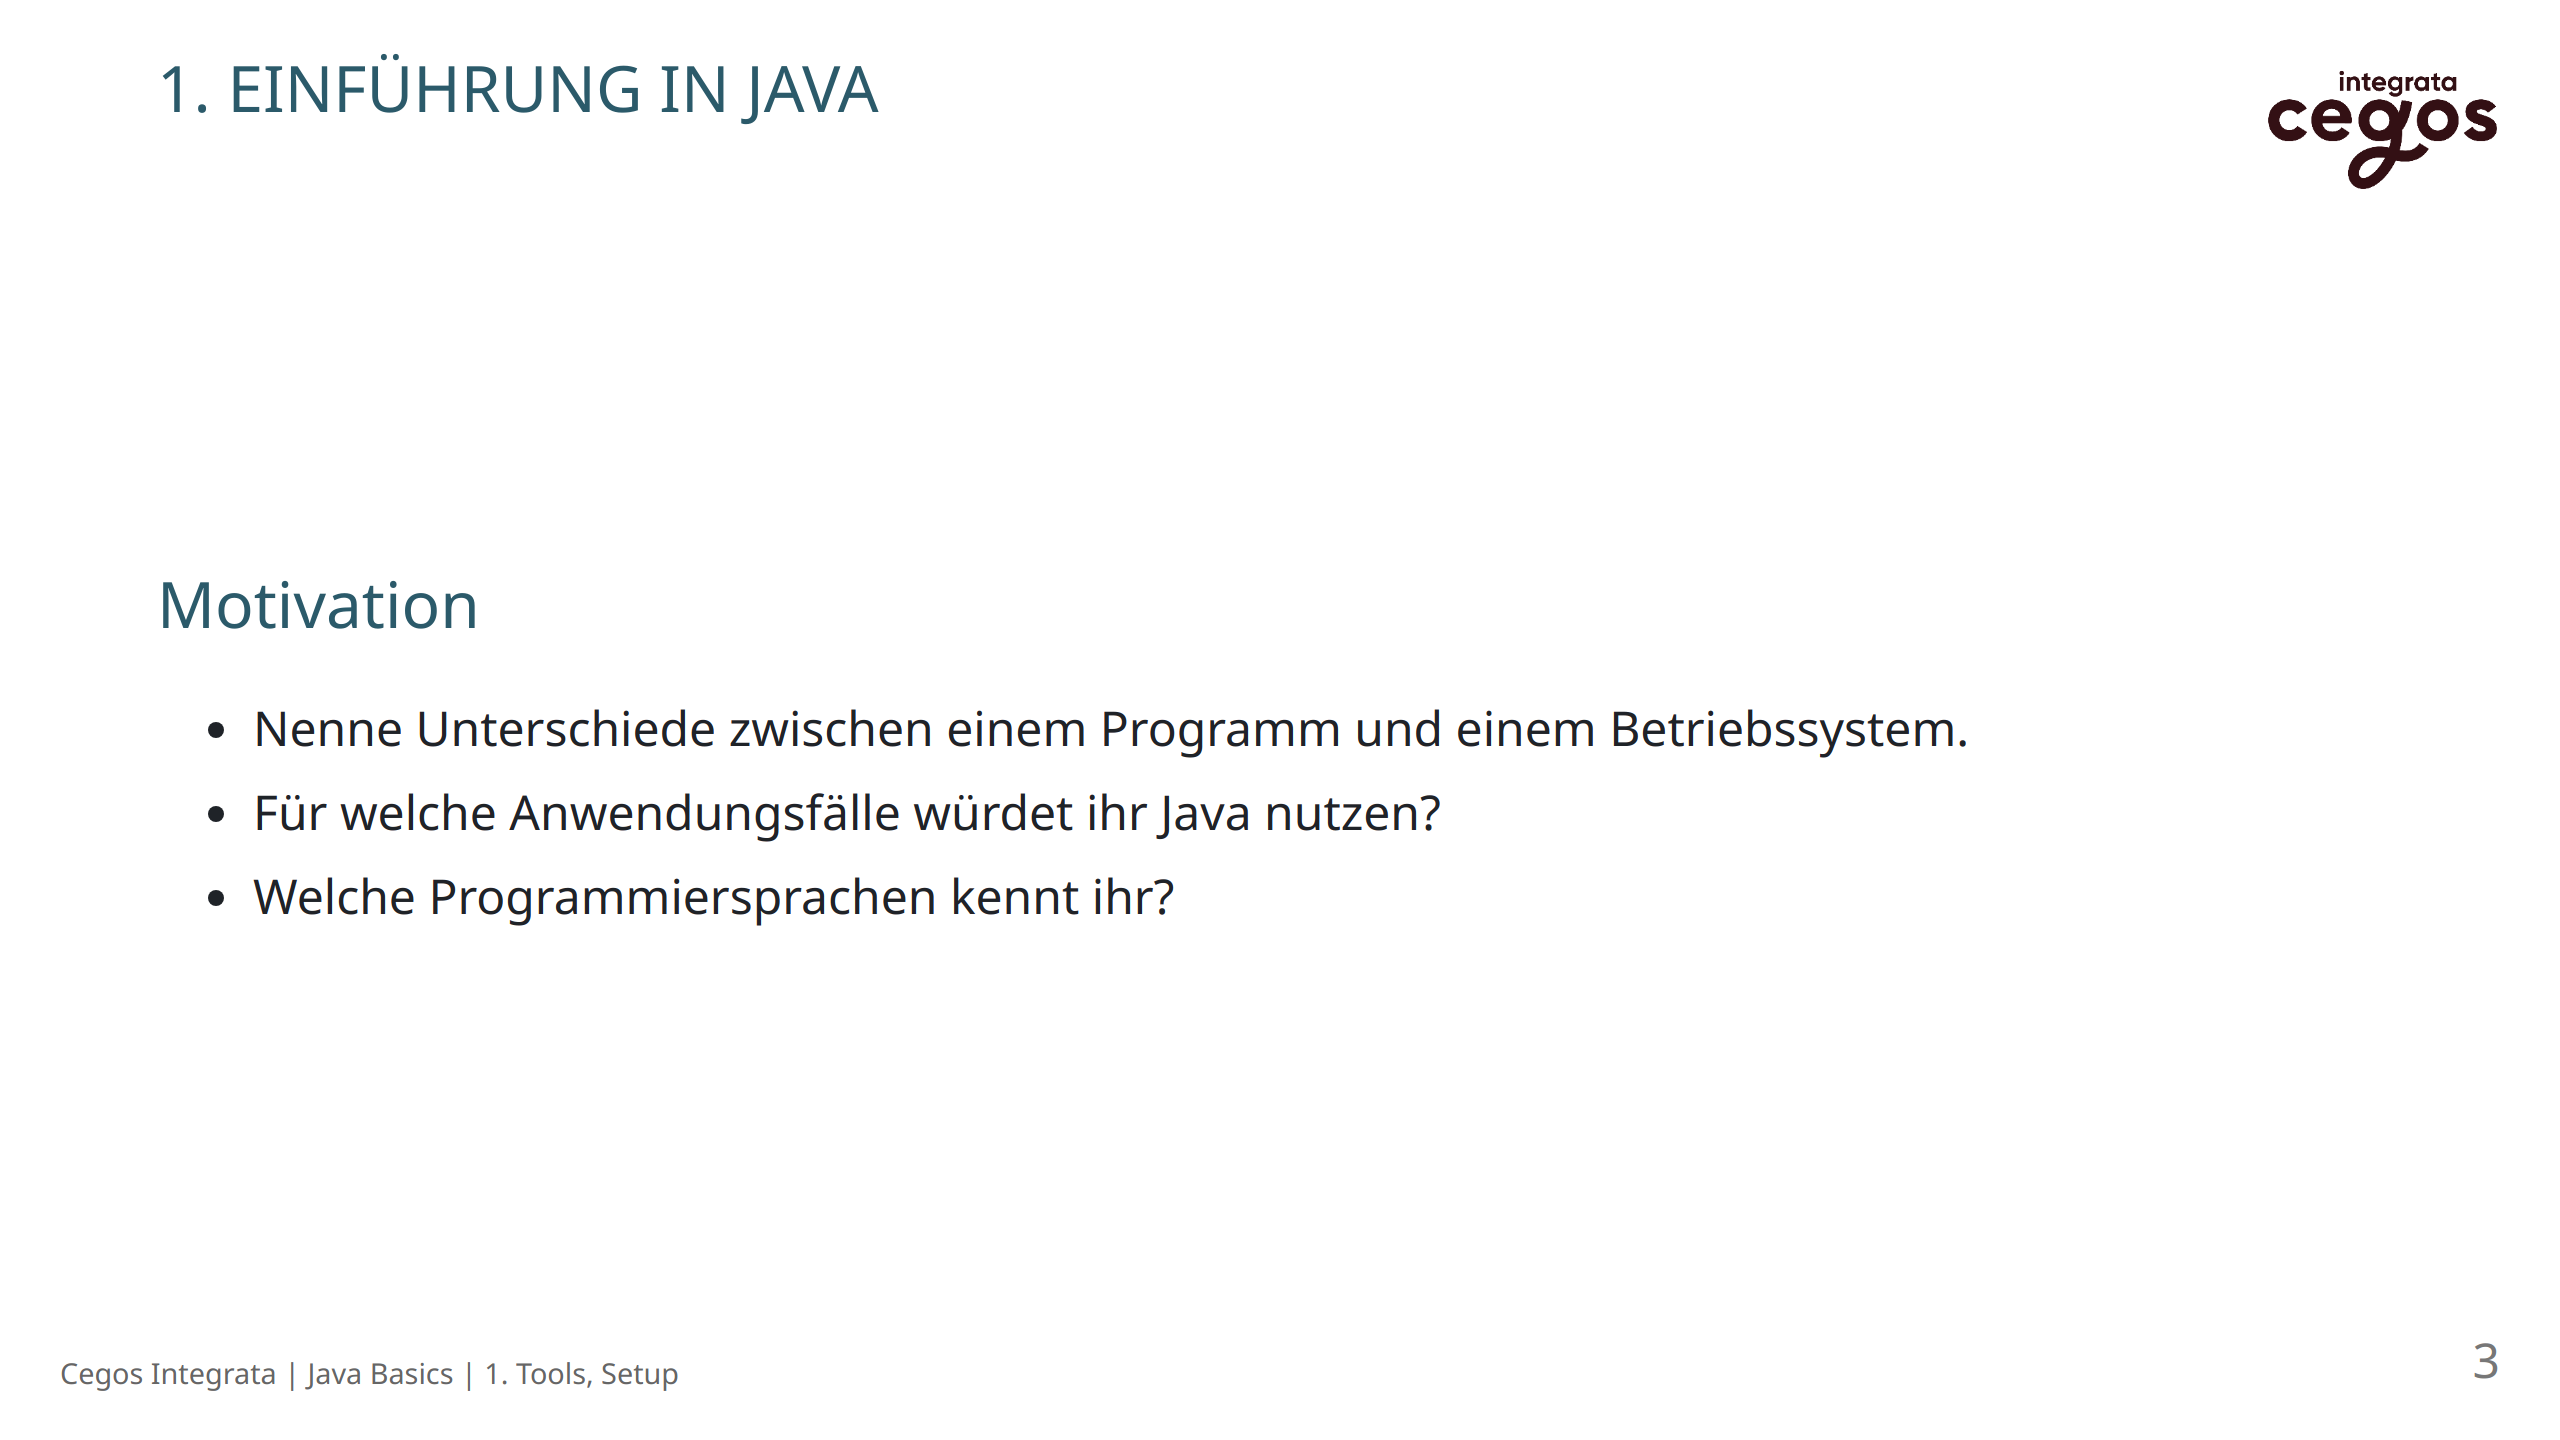 1. EINFÜHRUNG IN JAVA
integrata
cegos
Motivation
• Nenne Unterschiede zwischen einem Programm und einem Betriebssystem.
• Für welche Anwendungsfälle würdet ihr Java nutzen?
• Welche Programmiersprachen kennt ihr?
Cegos Integrata | Java Basics | 1. Tools, Setup
3